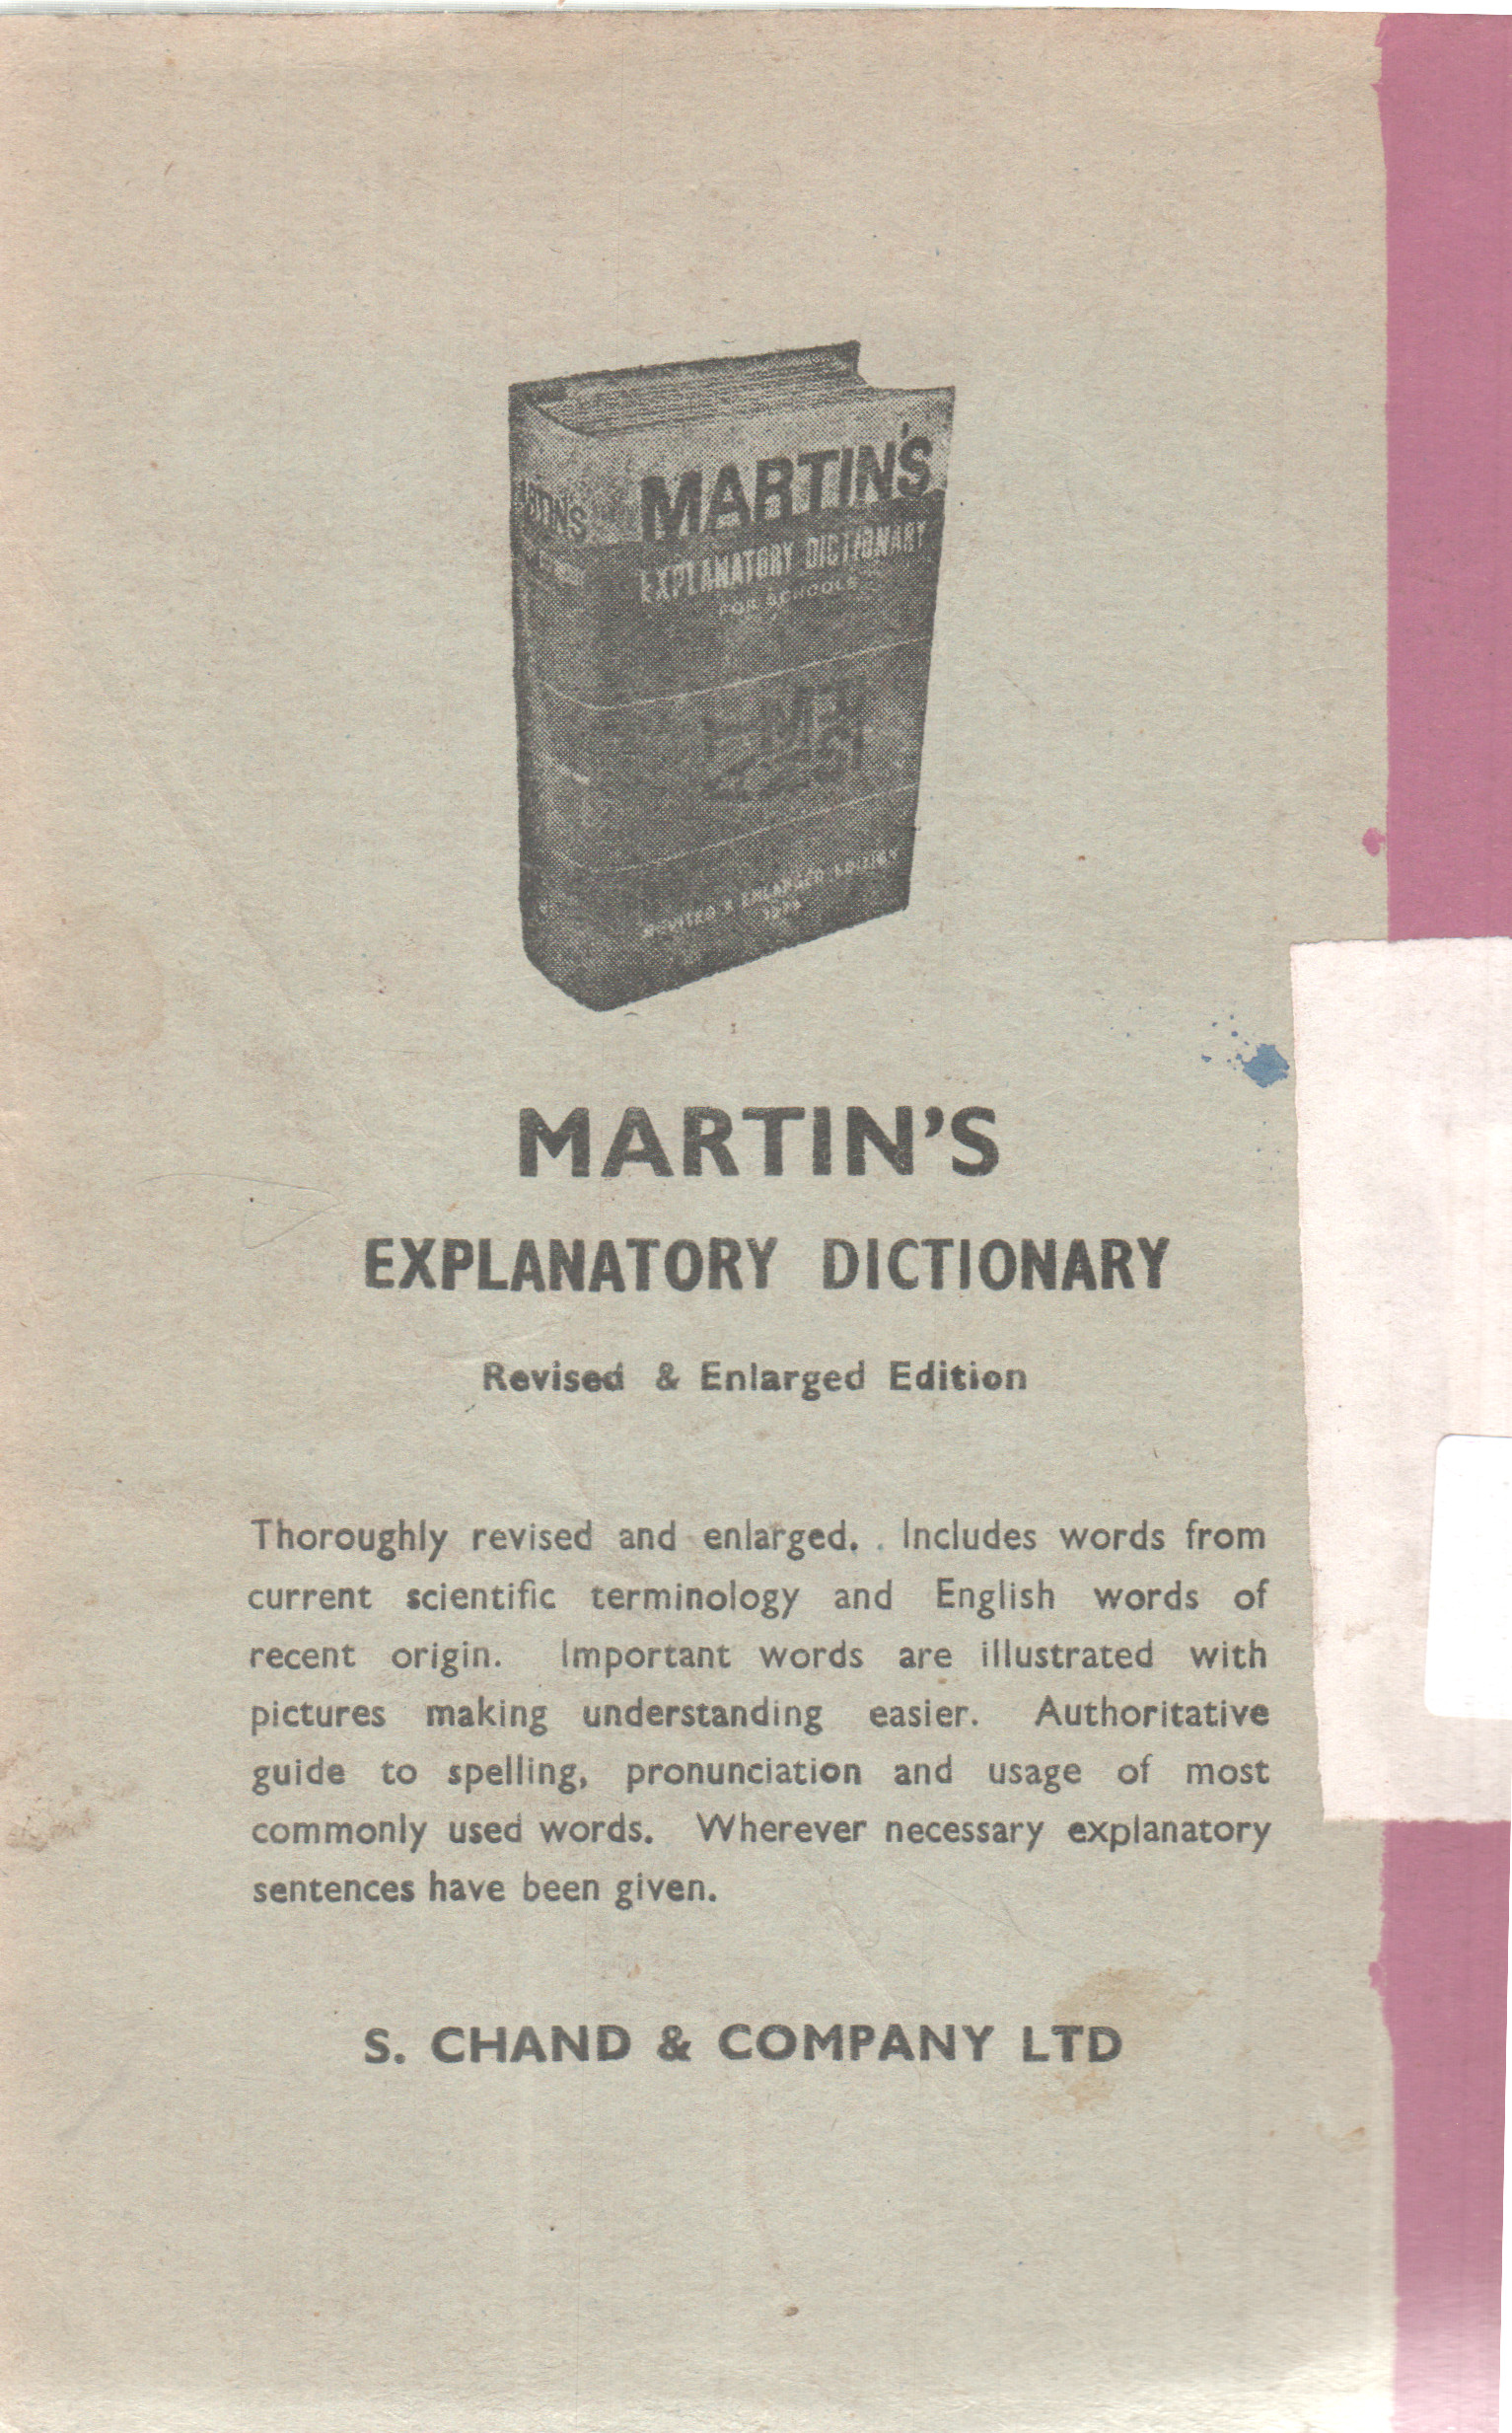 MARTIN'S
MARTIN'S
EXPLANATORY DICTIONARY
FOR SCHOOLS
REVISED & ENLARGED EDITION
MARTIN'S
EXPLANATORY DICTIONARY
Revised & Enlarged Edition
Thoroughly revised and enlarged. . Includes words from
current scientific terminology and English words of
recent origin. Important words are illustrated with
pictures making understanding easier. Authoritative
guide to spelling, pronunciation and usage of most
commonly used words. Wherever necessary explanatory
sentences have been given.
S. CHAND & COMPANY LTD